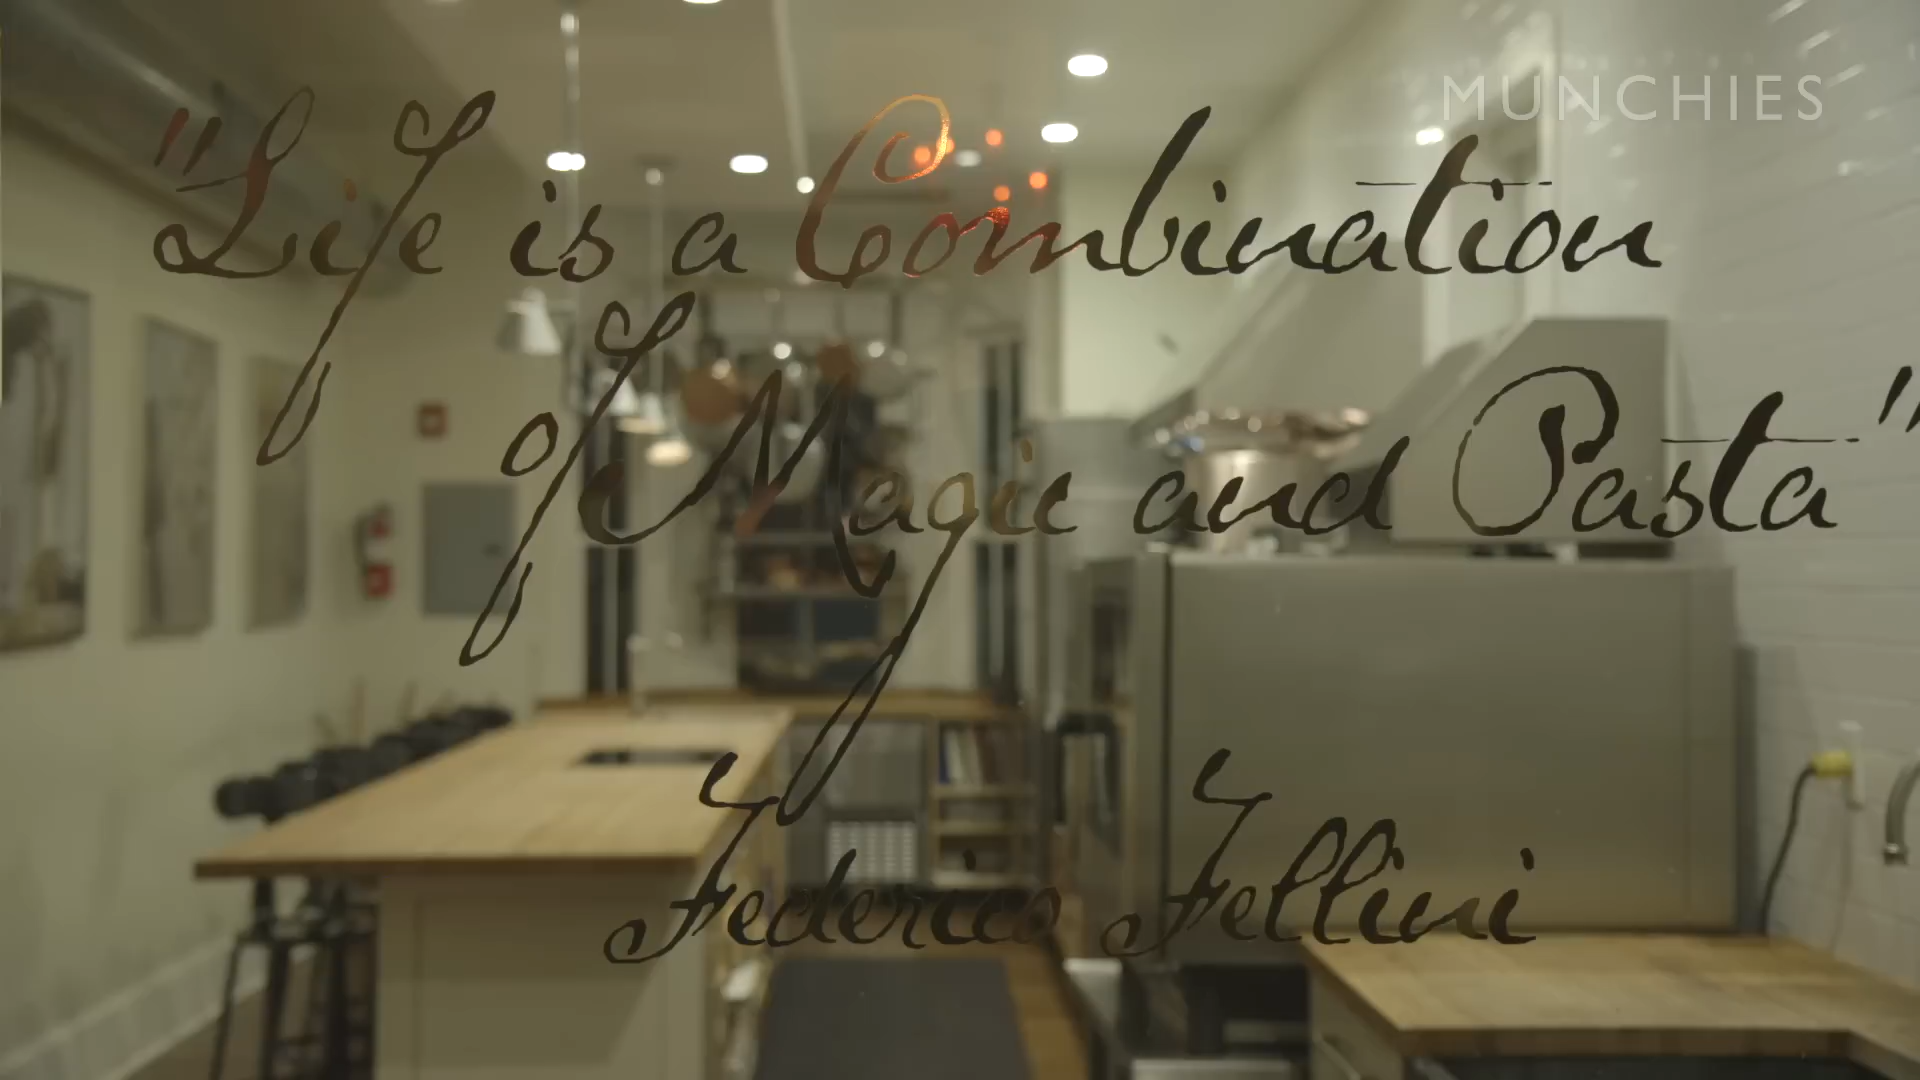 MUNCHIES
"Life is a Combination
of Magic and Pasta"
Federico Fellini